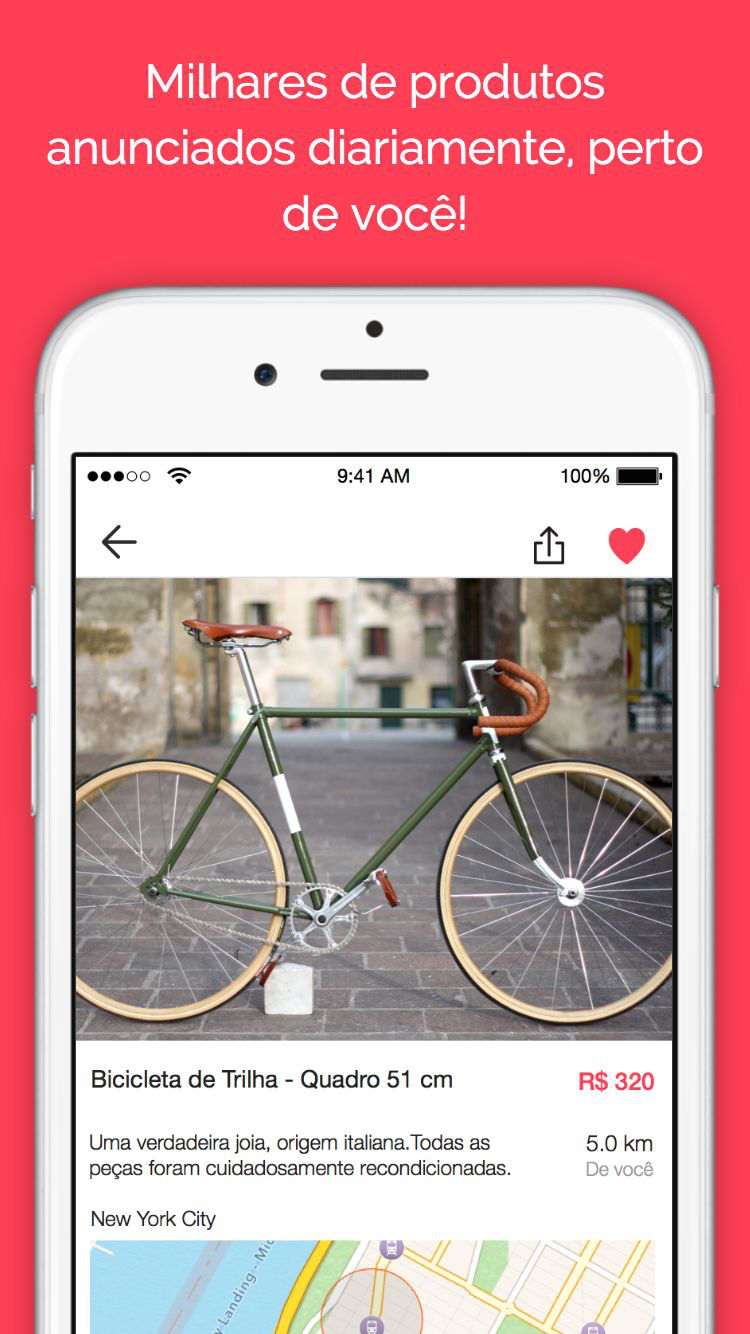 Milhares de produtos
anunciados diariamente, perto
de você!
9:41 AM
100%
Bicicleta de Trilha - Quadro 51 cm
R$ 320
Uma verdadeira joia, origem italiana.Todas as
peças foram cuidadosamente recondicionadas.
5.0 km
De você
New York City
Landing